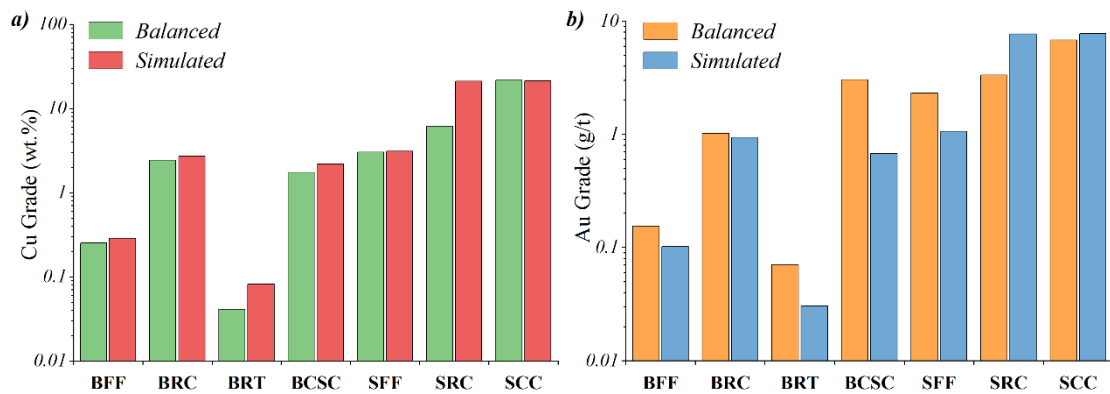 a)
Balanced
Simulated
Cu Grade (wt.%)
100
10
1
0.1
0.01
BFF BRC BRT BCSC SFF SRC SCC
b)
Balanced
Simulated
Au Grade (g/t)
10
1
0.1
0.01
BFF BRC BRT BCSC SFF SRC SCC